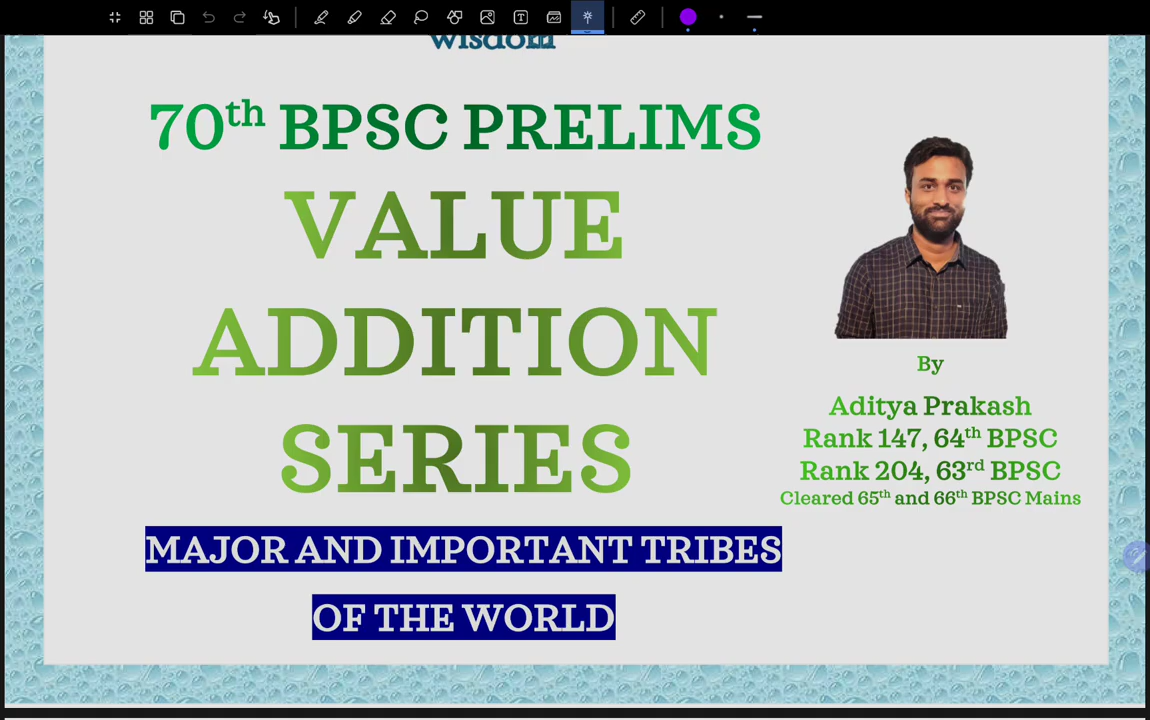 wisdom
70th BPSC PRELIMS
VALUE
ADDITION
SERIES
MAJOR AND IMPORTANT TRIBES
OF THE WORLD
By
Aditya Prakash
Rank 147, 64th BPSC
Rank 204, 63rd BPSC
Cleared 65th and 66th BPSC Mains